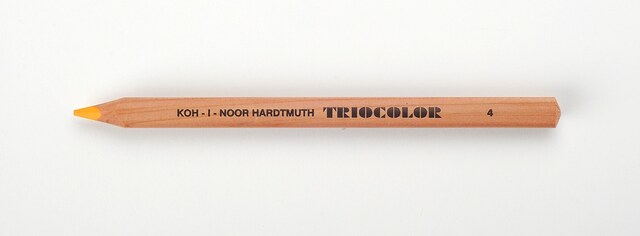 KOH - I - NOOR HARDTMUTH TRIOCOLOR 4